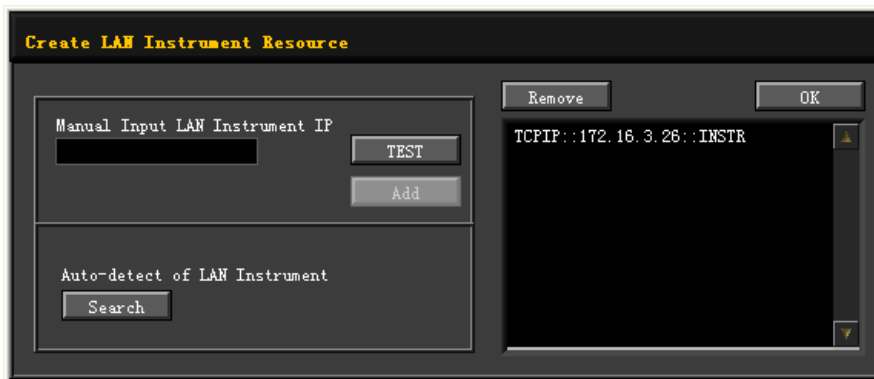 Create LAN Instrument Resource
Remove
OK
Manual Input LAN Instrument IP
TEST
Add
TCPIP::172.16.3.26::INSTR
Auto-detect of LAN Instrument
Search